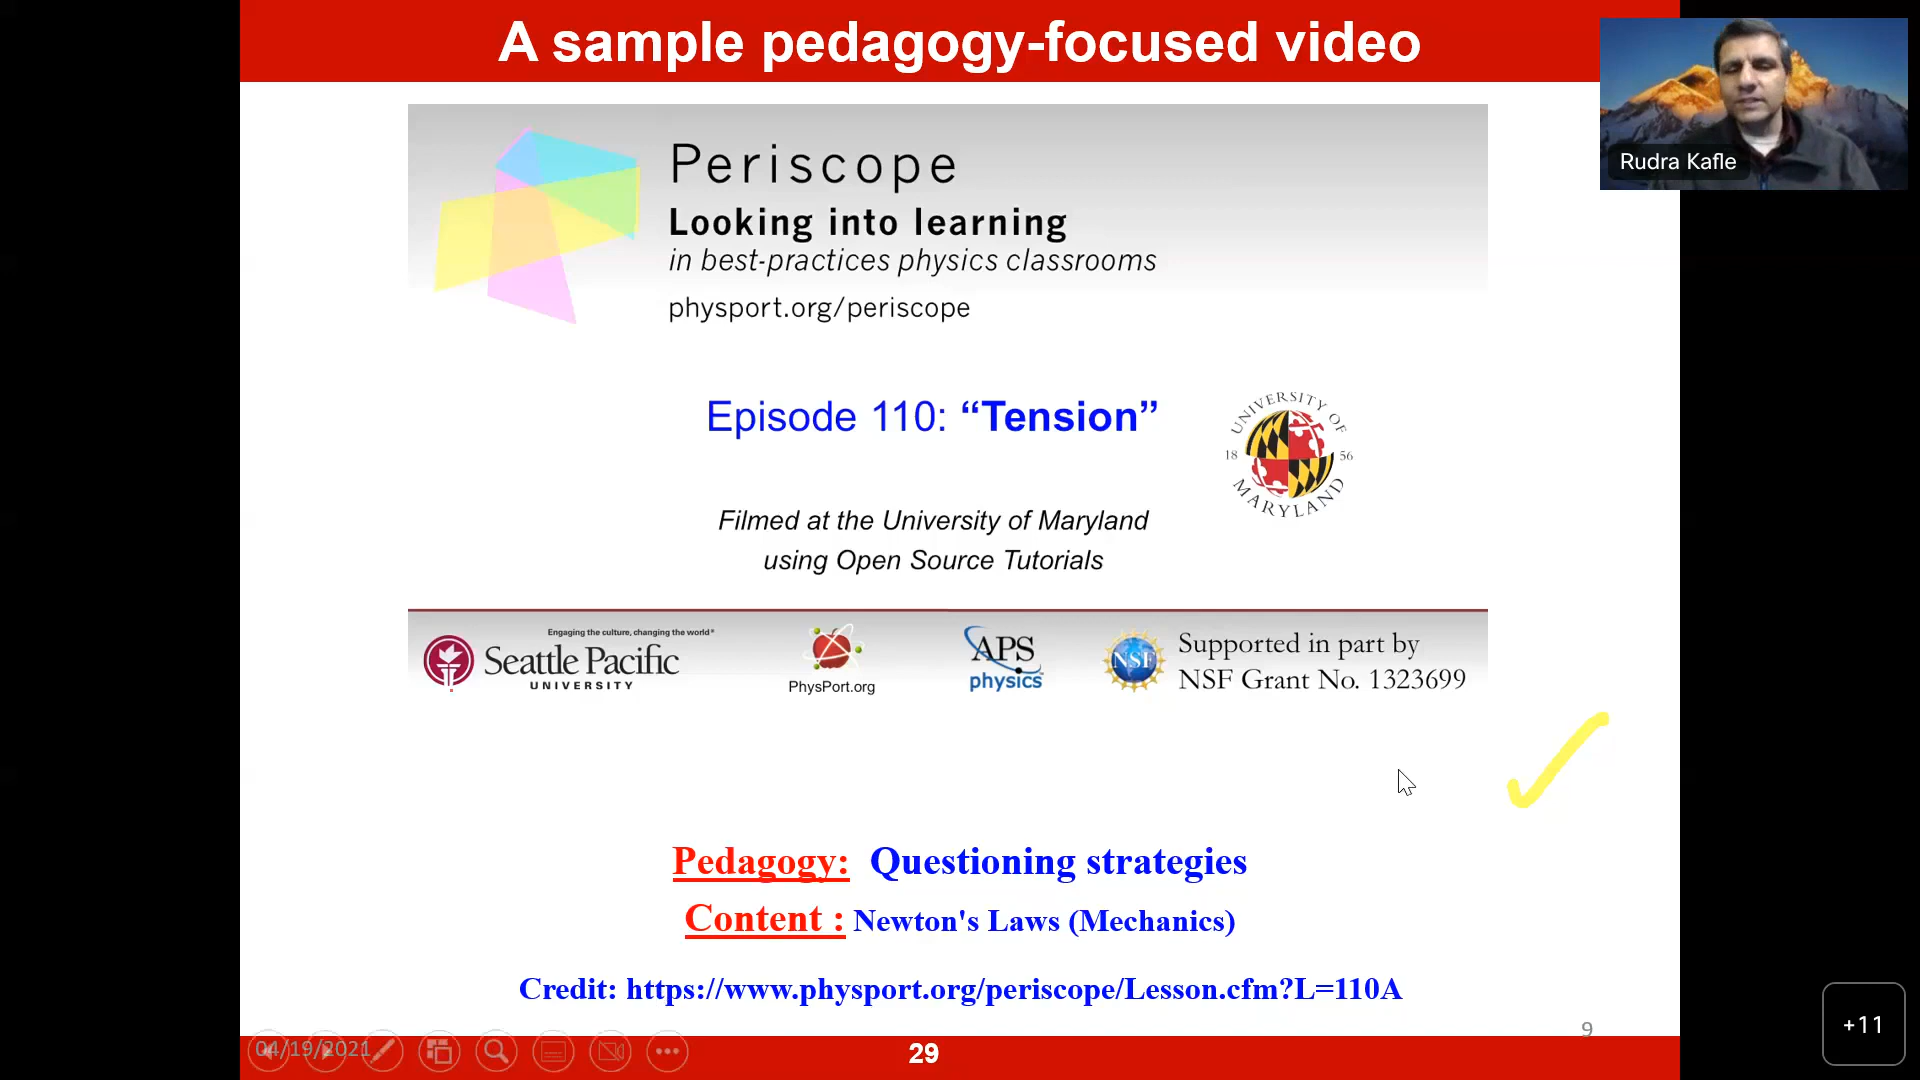 A sample pedagogy-focused video
Rudra Kafle
Periscope
Looking into learning
in best-practices physics classrooms
physport.org/periscope
Episode 110: “Tension”
UNIVERSITY OF
18 56
MARYLAND
Filmed at the University of Maryland
using Open Source Tutorials
Engaging the culture, changing the world®
Seattle Pacific
UNIVERSITY
PhysPort.org
APS
physics™
NSF
Supported in part by
NSF Grant No. 1323699
Pedagogy: Questioning strategies
Content : Newton's Laws (Mechanics)
Credit: https://www.physport.org/periscope/Lesson.cfm?L=110A
9
+11
04/19/2021
29